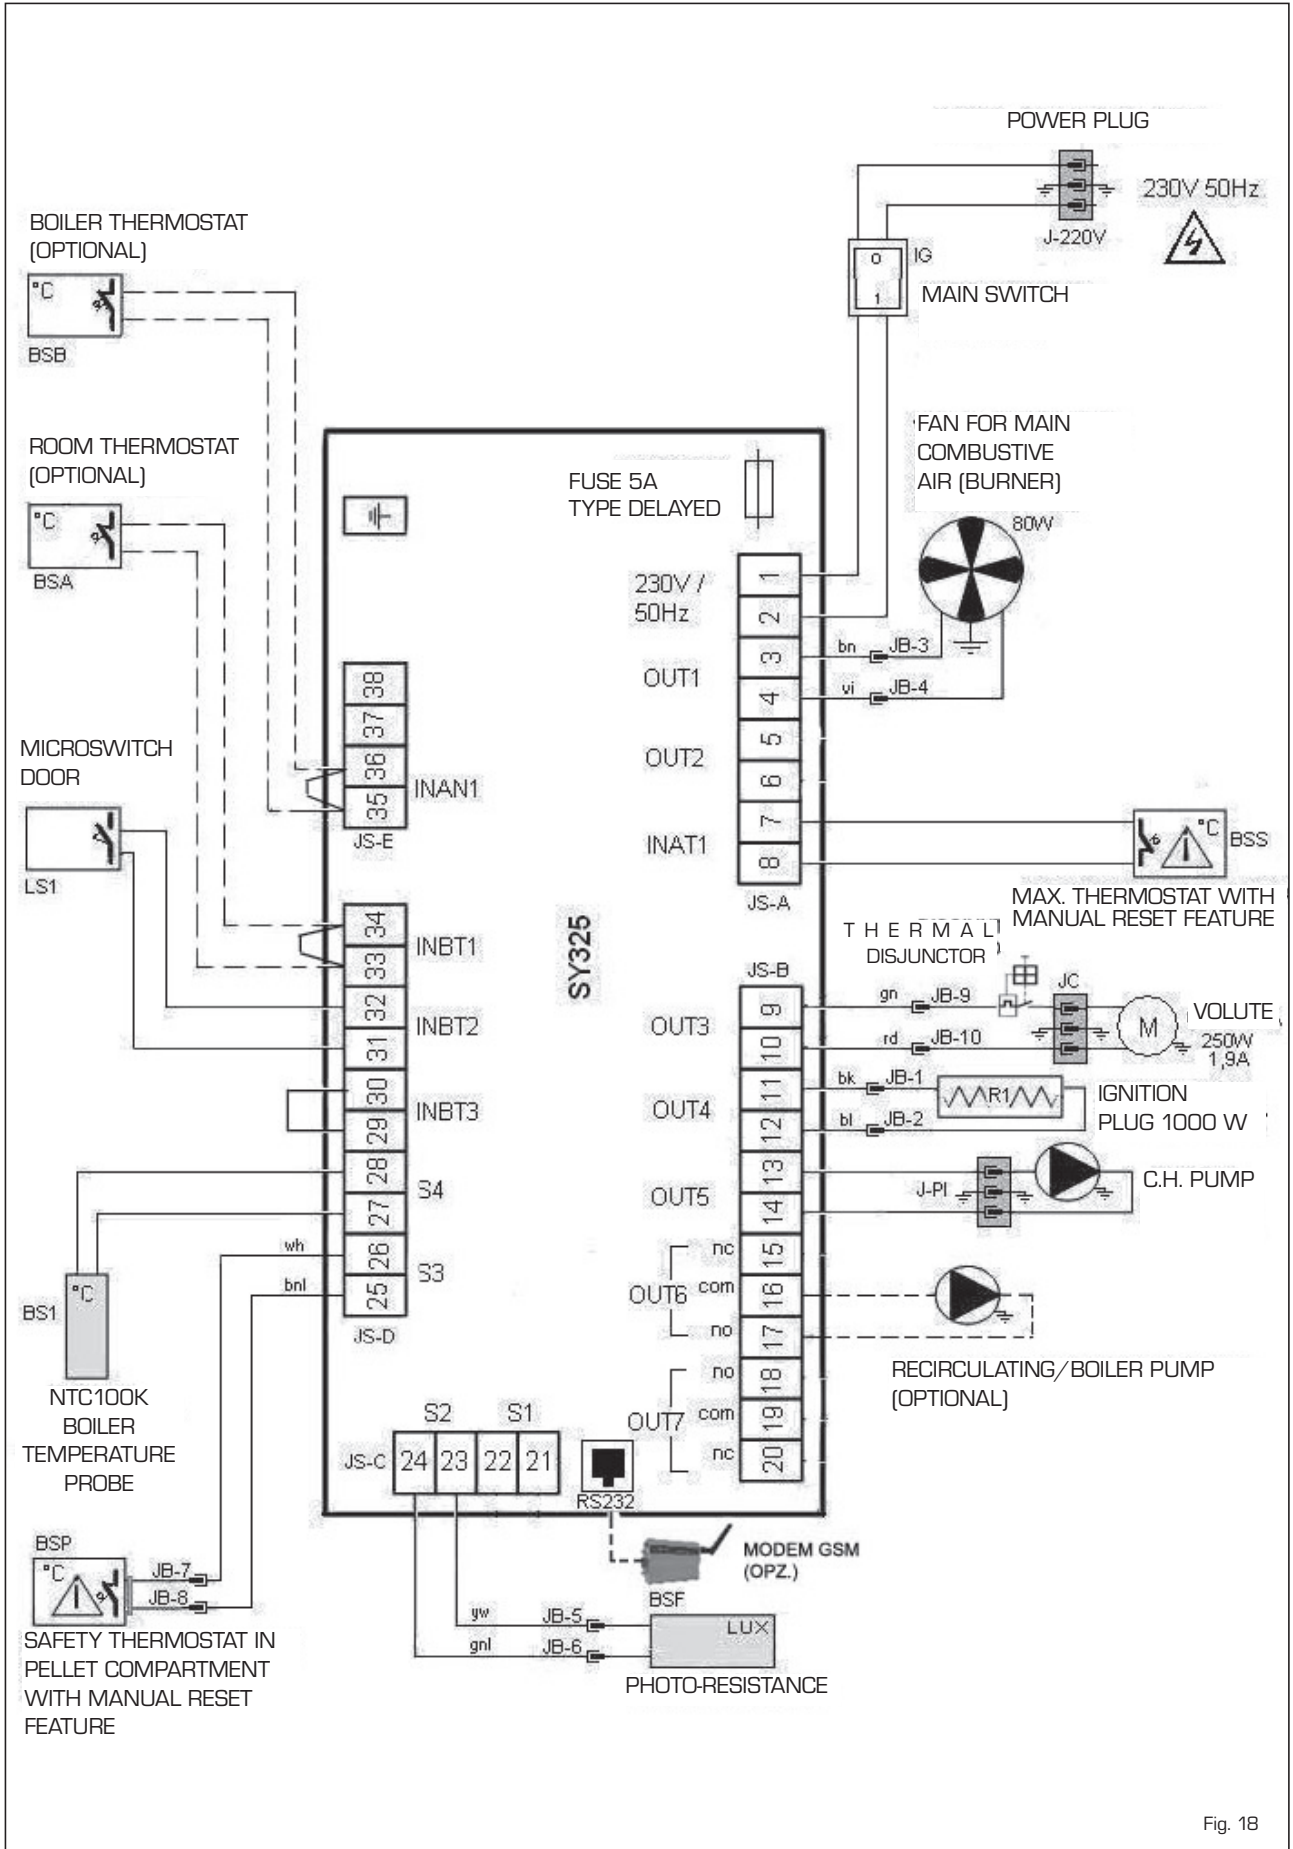 POWER PLUG
230V 50Hz
J-220V
IG
0
1
MAIN SWITCH
BOILER THERMOSTAT
(OPTIONAL)
°C
BSB
ROOM THERMOSTAT
(OPTIONAL)
°C
BSA
MICROSWITCH
DOOR
LS1
FUSE 5A
TYPE DELAYED
FAN FOR MAIN
COMBUSTIVE
AIR (BURNER)
80W
230V /
50Hz
1
2
OUT1
3
4
bn JB-3
vi JB-4
OUT2
5
6
INAT1
7
8
JS-A
°C
BSS
MAX. THERMOSTAT WITH
MANUAL RESET FEATURE
38
37
36
35
INAN1
JS-E
34
33
INBT1
32
31
INBT2
30
29
INBT3
28
27
S4
26
25
S3
JS-D
wh
bnl
SY325
THERMAL
DISJUNCTOR
JS-B
OUT3
9
10
gn JB-9
rd JB-10
JC
M
VOLUTE
250W
1,9A
OUT4
11
12
bk JB-1
bl JB-2
R1
IGNITION
PLUG 1000 W
OUT5
13
14
J-PI
C.H. PUMP
OUT6
nc 15
com 16
no 17
RECIRCULATING/BOILER PUMP
(OPTIONAL)
OUT7
no 18
com 19
nc 20
BS1
°C
NTC100K
BOILER
TEMPERATURE
PROBE
S2 S1
JS-C 24 23 22 21
RS232
MODEM GSM
(OPZ.)
BSP
°C
JB-7
JB-8
SAFETY THERMOSTAT IN
PELLET COMPARTMENT
WITH MANUAL RESET
FEATURE
BSF
yw JB-5
gnl JB-6
LUX
PHOTO-RESISTANCE
Fig. 18